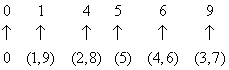 0 1 4 5 6 9
↑ ↑ ↑ ↑ ↑ ↑
0 (1,9) (2,8) (5) (4,6) (3,7)